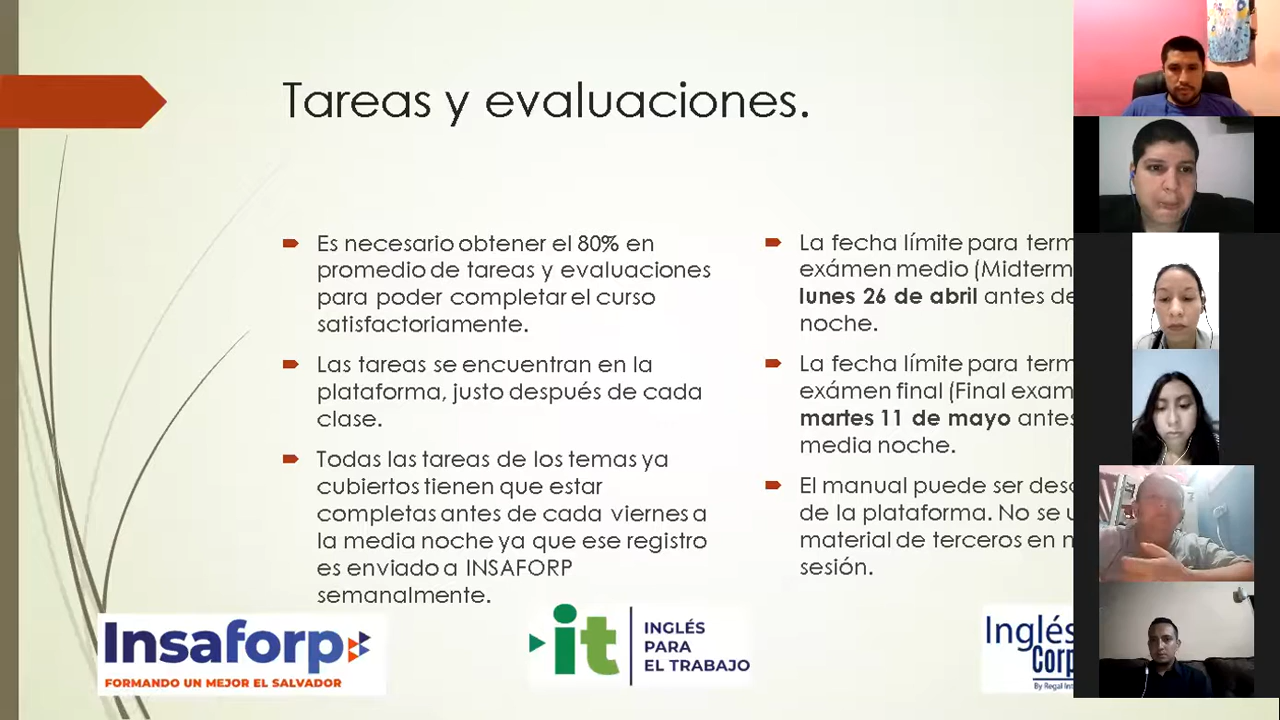 Tareas y evaluaciones.
Es necesario obtener el 80% en
promedio de tareas y evaluaciones
para poder completar el curso
satisfactoriamente.
Las tareas se encuentran en la
plataforma, justo después de cada
clase.
Todas las tareas de los temas ya
cubiertos tienen que estar
completas antes de cada viernes a
la media noche ya que ese registro
es enviado a INSAFORP
semanalmente.
La fecha límite para term
exámen medio (Midterm
lunes 26 de abril antes de
noche.
La fecha límite para term
exámen final (Final exam
martes 11 de mayo antes
media noche.
El manual puede ser desc
de la plataforma. No se u
material de terceros en n
sesión.
Insaforp
FORMANDO UN MEJOR EL SALVADOR
it
INGLÉS
PARA
EL TRABAJO
Inglés
Corp
By Regal Int